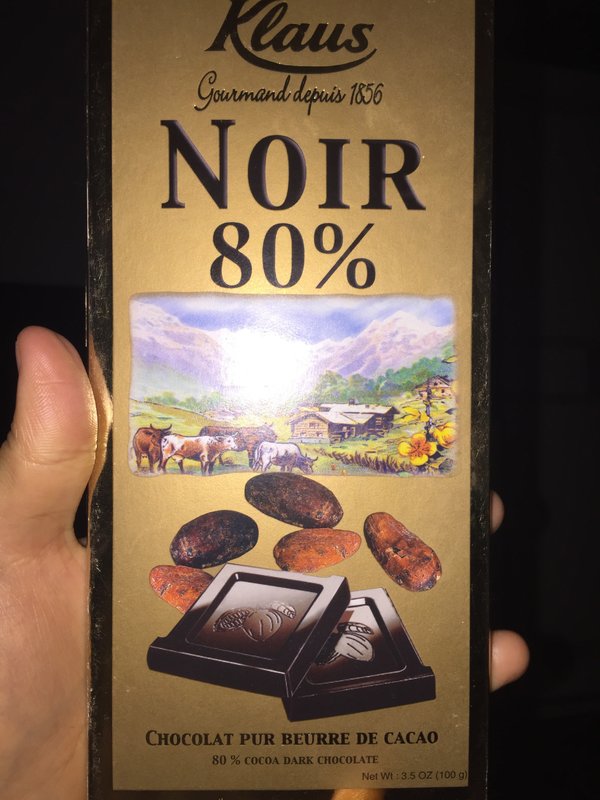 Klaus
Gourmand depuis 1856
NOIR
80%
CHOCOLAT PUR BEURRE DE CACAO
80 % COCOA DARK CHOCOLATE
Net Wt : 3.5 OZ (100 g)